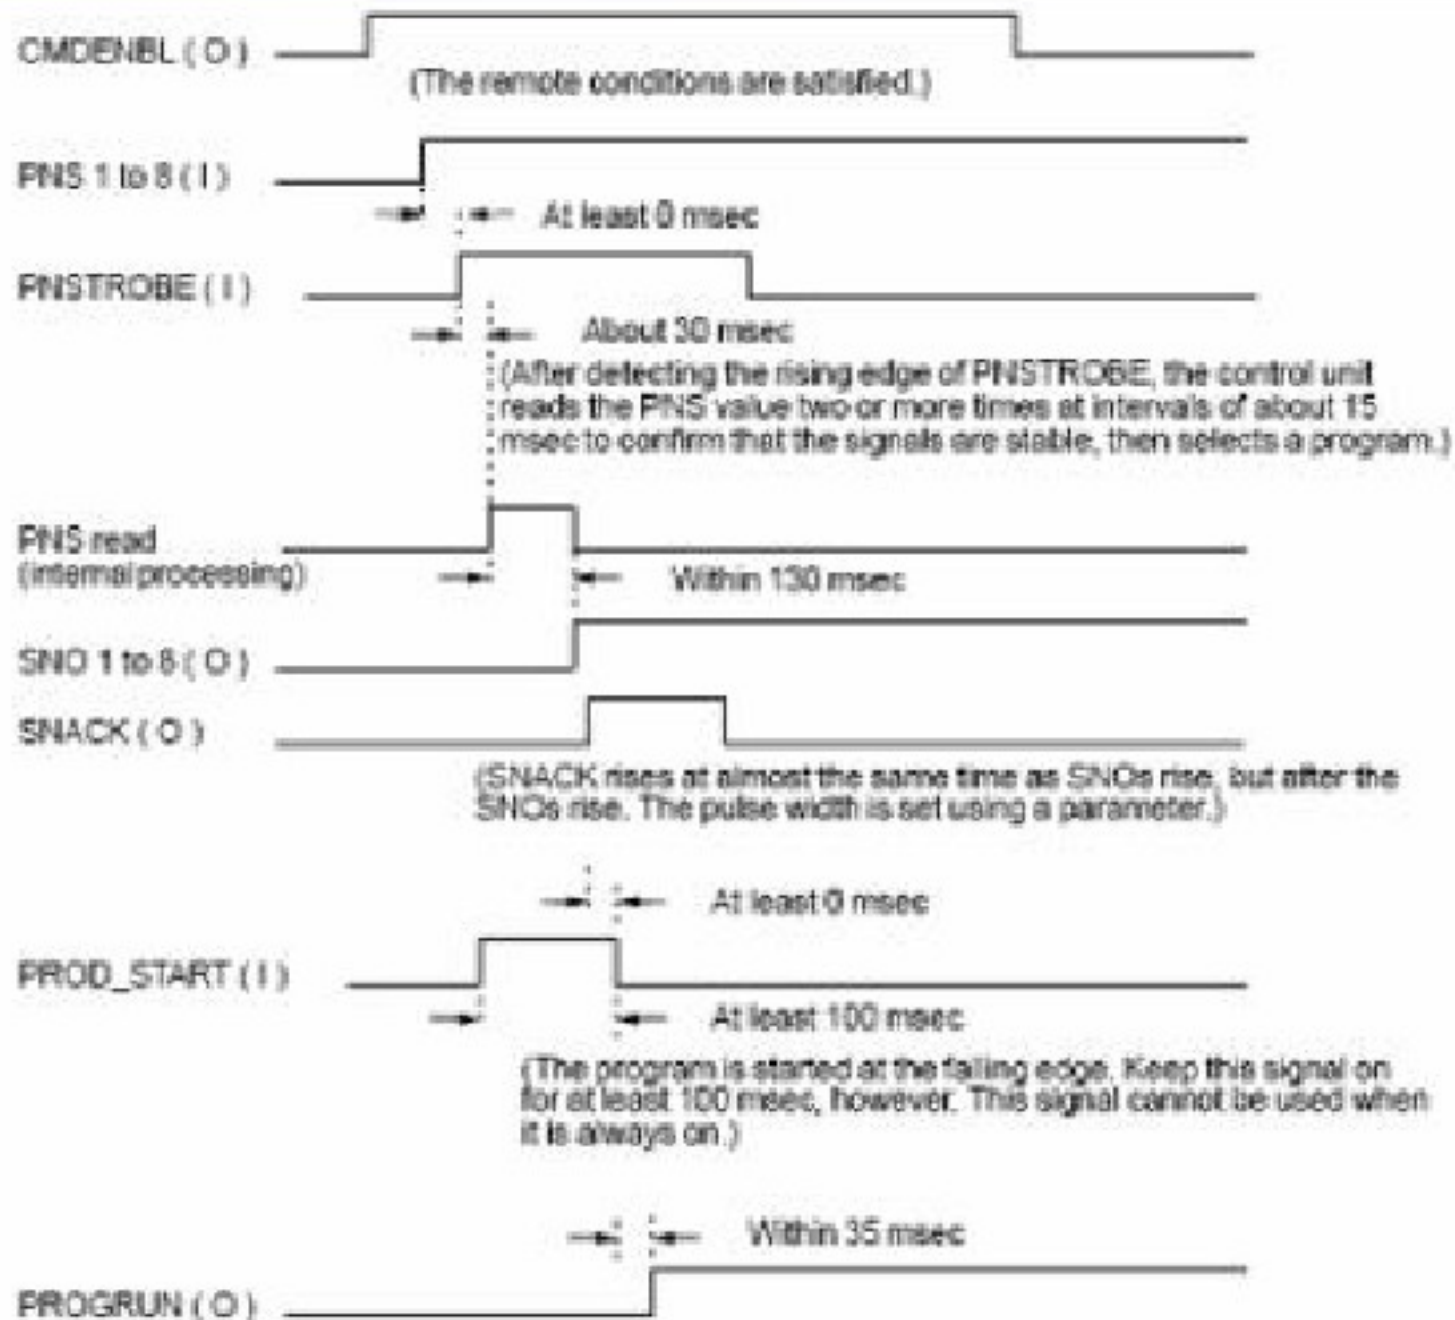 CMDENBL ( O )
(The remote conditions are satisfied.)
PNS 1 to 8 ( I )
At least 0 msec
PNSTROBE ( I )
About 30 msec
(After detecting the rising edge of PNSTROBE, the control unit
reads the PNS value two or more times at intervals of about 15
msec to confirm that the signals are stable, then selects a program.)
PNS read
(internal processing)
Within 130 msec
SNO 1 to 8 ( O )
SNACK ( O )
(SNACK rises at almost the same time as SNOs rise, but after the
SNOs rise. The pulse width is set using a parameter.)
At least 0 msec
PROD_START ( I )
At least 100 msec
(The program is started at the falling edge. Keep this signal on
for at least 100 msec, however. This signal cannot be used when
it is always on.)
Within 35 msec
PROGRUN ( O )